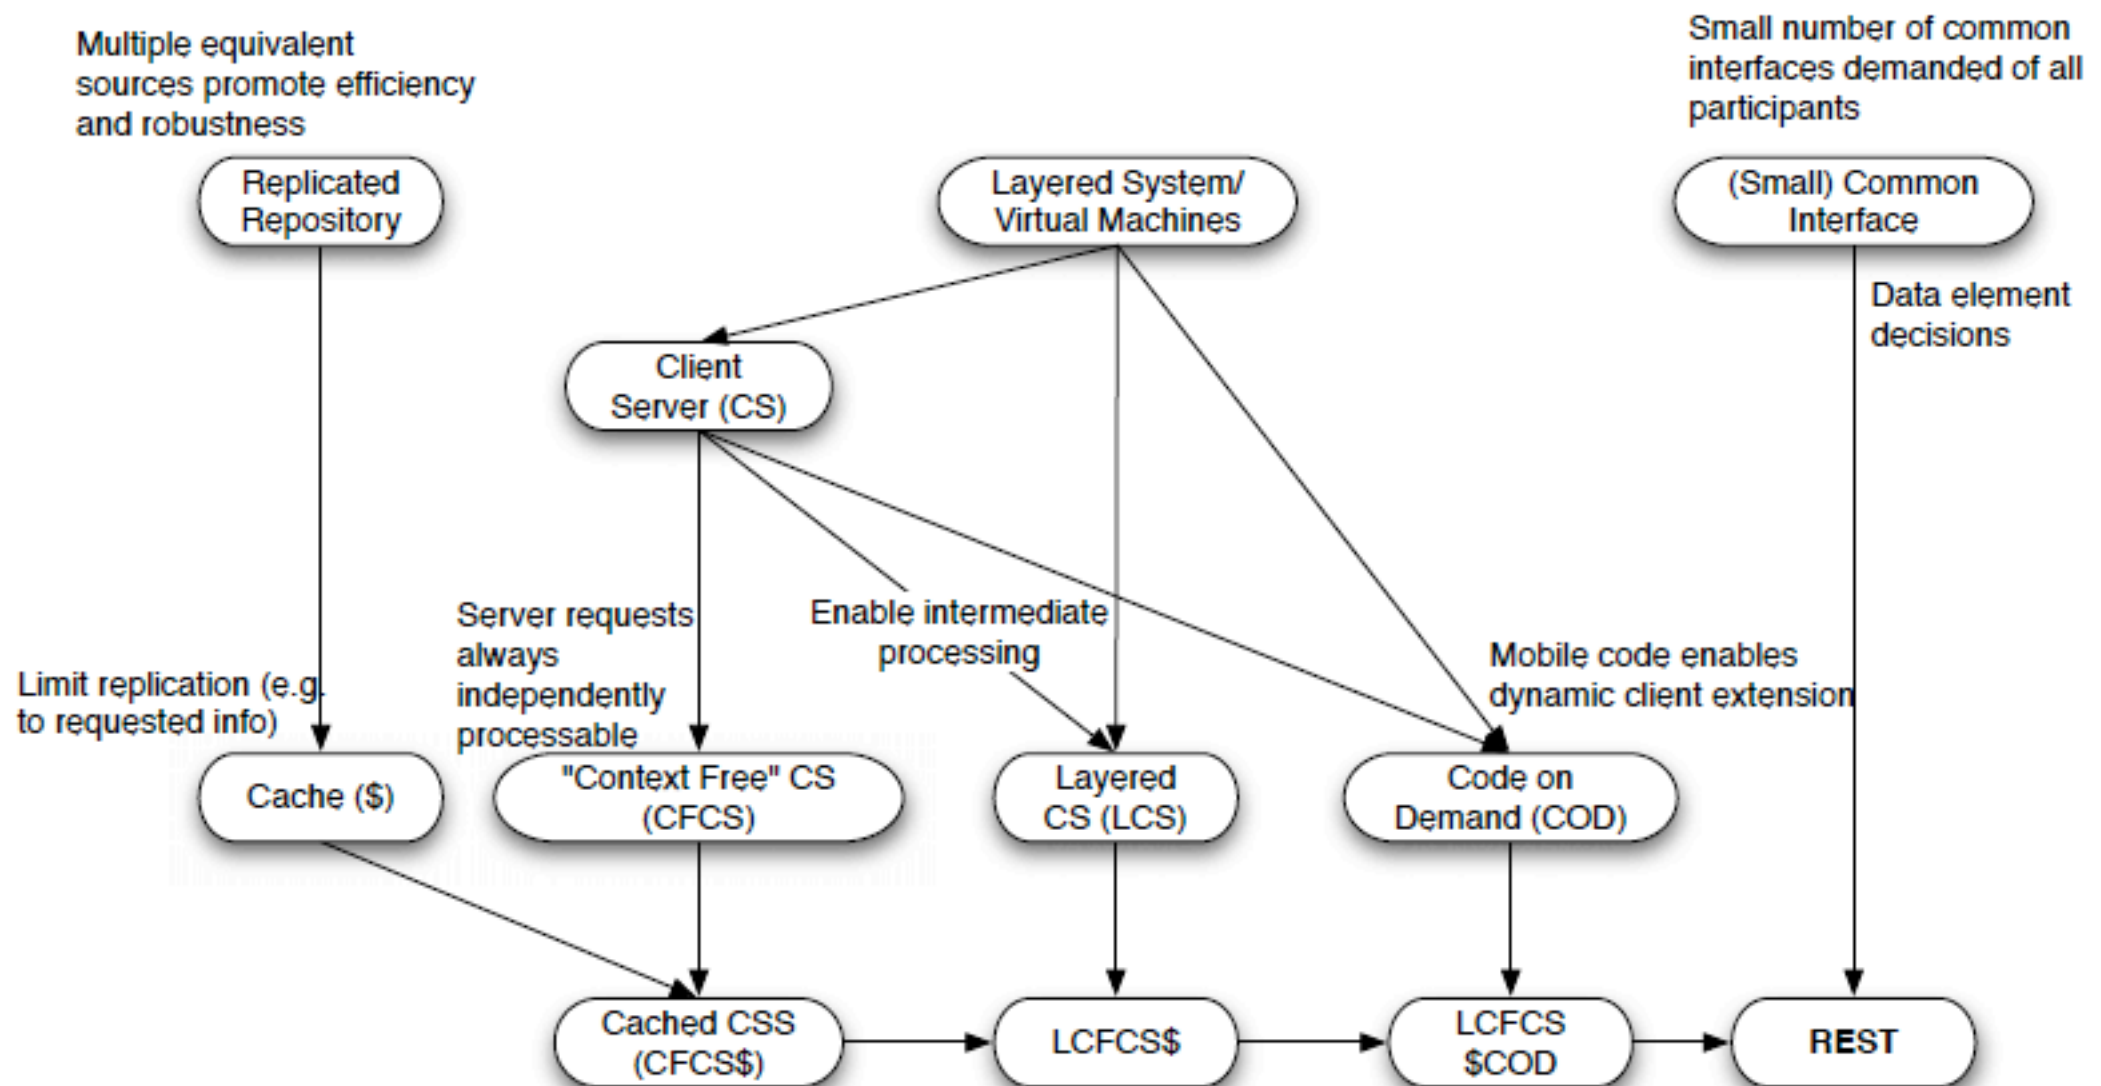 Multiple equivalent
sources promote efficiency
and robustness
Small number of common
interfaces demanded of all
participants
Replicated
Repository
Layered System/
Virtual Machines
(Small) Common
Interface
Data element
decisions
Client
Server (CS)
Server requests
always
independently
processable
Enable intermediate
processing
Mobile code enables
dynamic client extension
Limit replication (e.g.
to requested info)
Cache ($)
"Context Free" CS
(CFCS)
Layered
CS (LCS)
Code on
Demand (COD)
Cached CSS
(CFCS$)
LCFCS$
LCFCS
$COD
REST